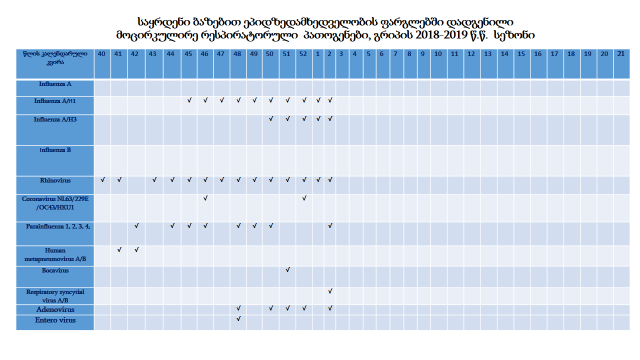 საყრდენი ბაზებით ეპიდზედამხედველობის ფარგლებში დადგენილი
მოცირკულირე რესპირატორული პათოგენები, გრიპის 2018-2019 წ.წ. სეზონი
წლის კალენდარული 40 41 42 43 44 45 46 47 48 49 50 51 52 1 2 3 4 5 6 7 8 9 10 11 12 13 14 15 16 17 18 19 20 21
კვირა
Influenza A
Influenza A/H1 √ √ √ √ √ √ √ √ √ √
Influenza A/H3 √ √ √ √ √
Influenza B
Rhinovirus √ √ √ √ √ √ √ √ √ √ √ √ √ √
Coronavirus NL63/229E √ √
/OC43/HKU1
Parainfluenza 1, 2, 3, 4, √ √ √ √ √ √ √ √
Human √ √
metapneumovirus A/B
Bocavirus √
Respiratory syncytial √
virus A/B
Adenovirus √ √ √ √ √
Entero virus √